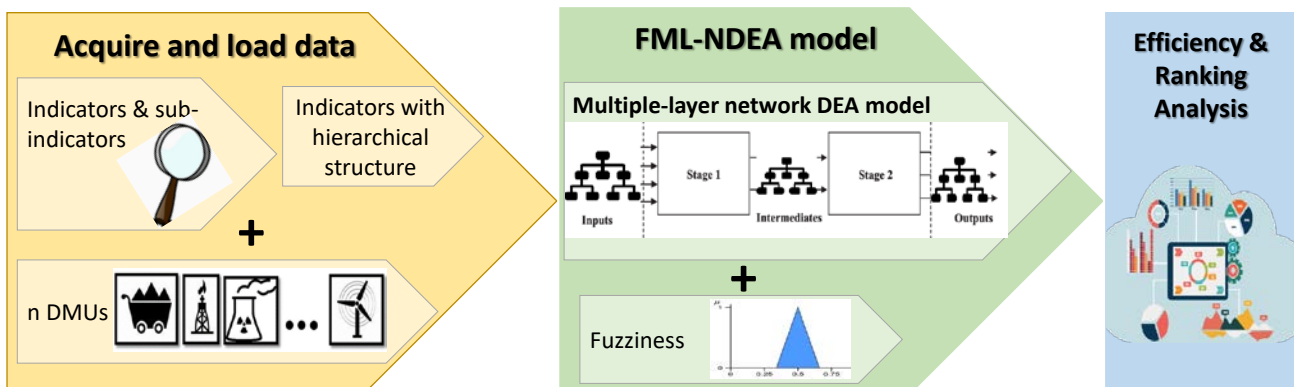 Acquire and load data
Indicators & sub-
indicators
Indicators with
hierarchical
structure
+
n DMUs
FML-NDEA model
Multiple-layer network DEA model
Inputs
Stage 1
Intermediates
Stage 2
Outputs
+
Fuzziness
μ
1
0
0 0.25 0.5 0.75
Efficiency &
Ranking
Analysis